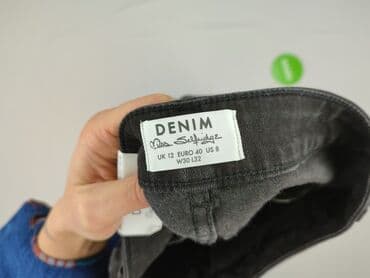 DENIM
Miss Selfridge
UK 12 EURO 40 US 8
W30 L32